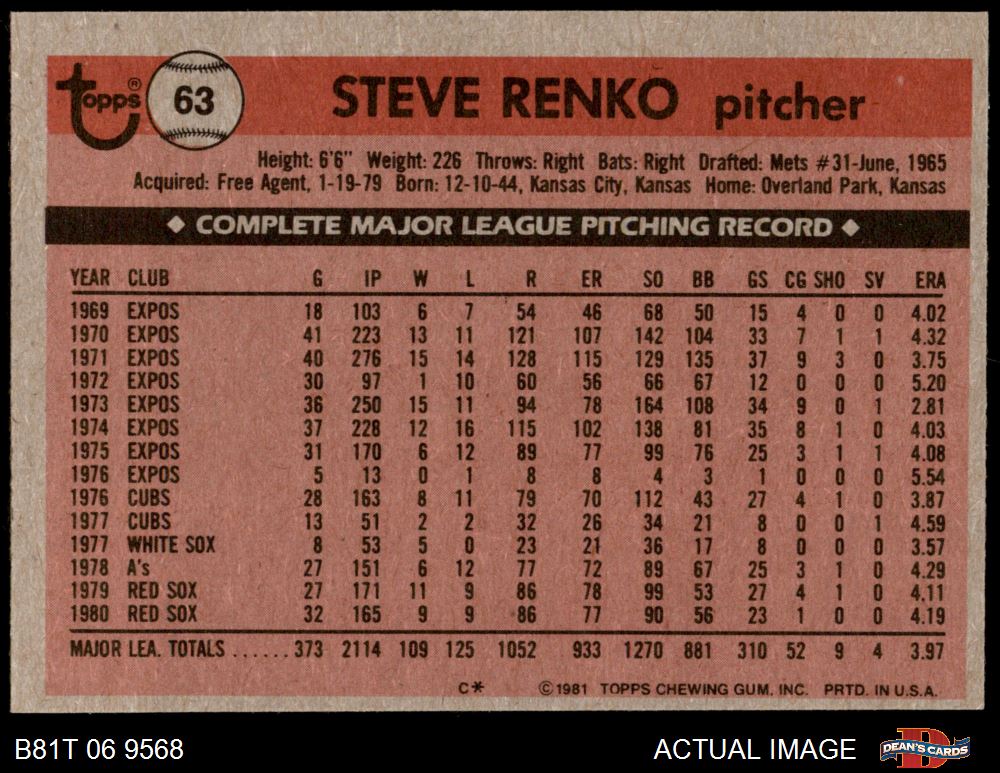 Topps® 63 STEVE RENKO pitcher
Height: 6'6" Weight: 226 Throws: Right Bats: Right Drafted: Mets #31-June, 1965
Acquired: Free Agent, 1-19-79 Born: 12-10-44, Kansas City, Kansas Home: Overland Park, Kansas
◆ COMPLETE MAJOR LEAGUE PITCHING RECORD ◆
YEAR CLUB G IP W L R ER SO BB GS CG SHO SV ERA
1969 EXPOS 18 103 6 7 54 46 68 50 15 4 0 0 4.02
1970 EXPOS 41 223 13 11 121 107 142 104 33 7 1 1 4.32
1971 EXPOS 40 276 15 14 128 115 129 135 37 9 3 0 3.75
1972 EXPOS 30 97 1 10 60 56 66 67 12 0 0 0 5.20
1973 EXPOS 36 250 15 11 94 78 164 108 34 9 0 1 2.81
1974 EXPOS 37 228 12 16 115 102 138 81 35 8 1 0 4.03
1975 EXPOS 31 170 6 12 89 77 99 76 25 3 1 1 4.08
1976 EXPOS 5 13 0 1 8 8 4 3 1 0 0 0 5.54
1976 CUBS 28 163 8 11 79 70 112 43 27 4 1 0 3.87
1977 CUBS 13 51 2 2 32 26 34 21 8 0 0 1 4.59
1977 WHITE SOX 8 53 5 0 23 21 36 17 8 0 0 0 3.57
1978 A's 27 151 6 12 77 72 89 67 25 3 1 0 4.29
1979 RED SOX 27 171 11 9 86 78 99 53 27 4 1 0 4.11
1980 RED SOX 32 165 9 9 86 77 90 56 23 1 0 0 4.19
MAJOR LEA. TOTALS ...... 373 2114 109 125 1052 933 1270 881 310 52 9 4 3.97
C* ©1981 TOPPS CHEWING GUM. INC. PRTD. IN U.S.A.
B81T 06 9568 ACTUAL IMAGE DEAN'S CARDS